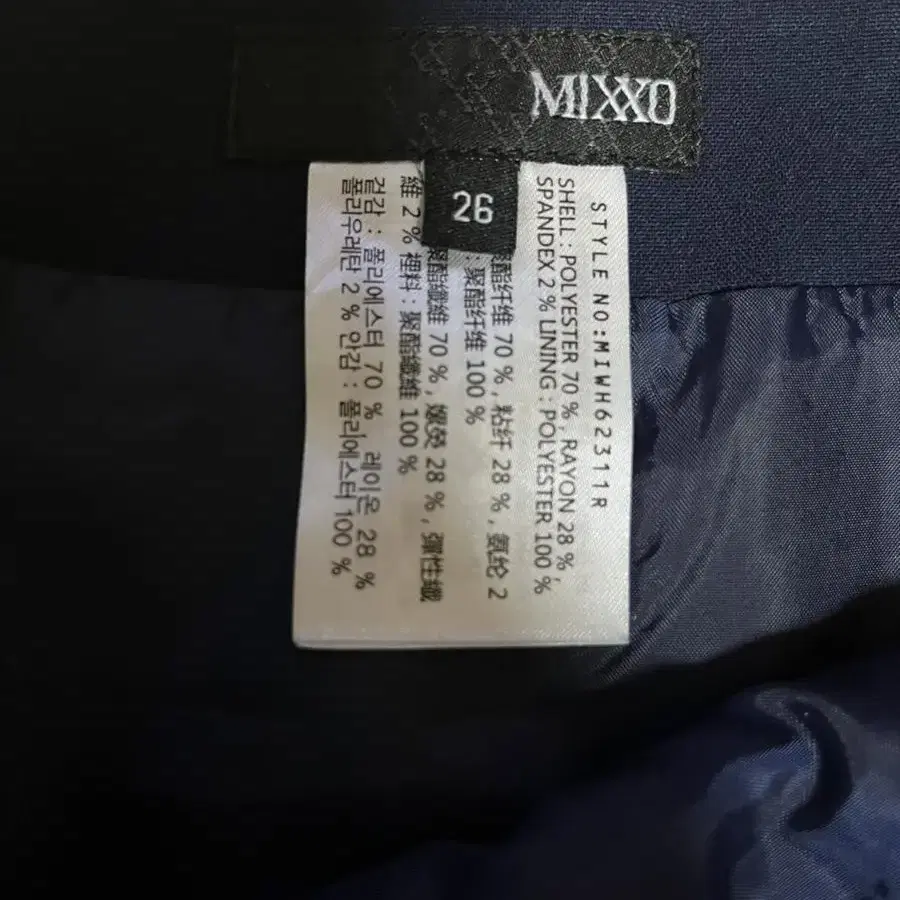 MIXXO
26
STYLE NO:MIWH62311R
SHELL : POLYESTER 70 % , RAYON 28 % ,
SPANDEX 2 % LINING : POLYESTER 100 %
聚酯纤维 70 % , 粘纤 28 % , 氨纶 2
: 聚酯纤维 100 %
聚酯纖維 70 % , 嫘熒 28 % , 彈性纖
維 2 % 裡料 : 聚酯纖維 100 %
겉감 : 폴리에스터 70 % , 레이온 28 %
폴리우레탄 2 % 안감 : 폴리에스터 100 %